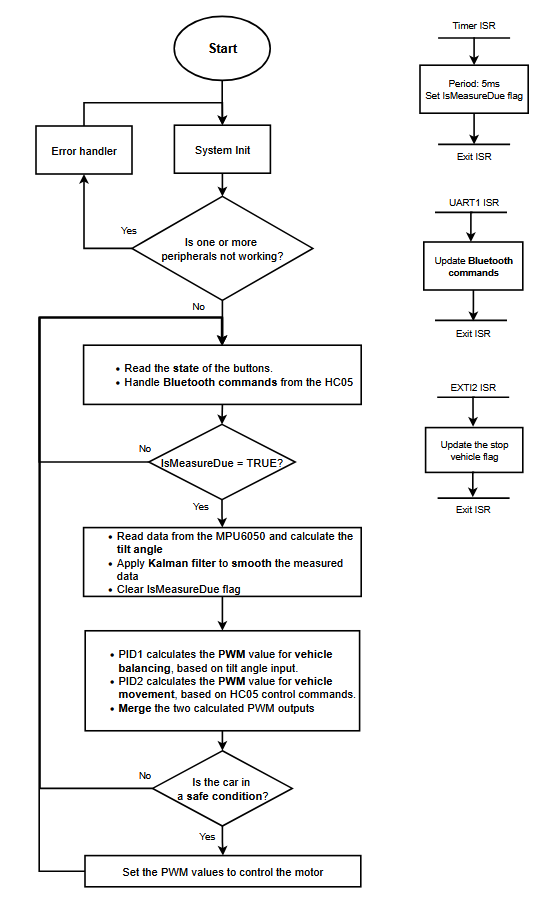 Start
Error handler
System Init
Yes
Is one or more
peripherals not working?
No
• Read the state of the buttons.
• Handle Bluetooth commands from the HC05
No
IsMeasureDue = TRUE?
Yes
• Read data from the MPU6050 and calculate the
tilt angle
• Apply Kalman filter to smooth the measured
data
• Clear IsMeasureDue flag
• PID1 calculates the PWM value for vehicle
balancing, based on tilt angle input.
• PID2 calculates the PWM value for vehicle
movement, based on HC05 control commands.
• Merge the two calculated PWM outputs
No
Is the car in
a safe condition?
Yes
Set the PWM values to control the motor
Timer ISR
Period: 5ms
Set IsMeasureDue flag
Exit ISR
UART1 ISR
Update Bluetooth
commands
Exit ISR
EXTI2 ISR
Update the stop
vehicle flag
Exit ISR